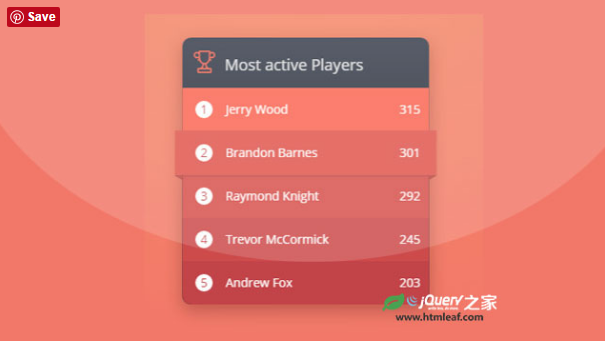 Save
Most active Players
1 Jerry Wood 315
2 Brandon Barnes 301
3 Raymond Knight 292
4 Trevor McCormick 245
5 Andrew Fox 203
jQuery之家
www.htmleaf.com